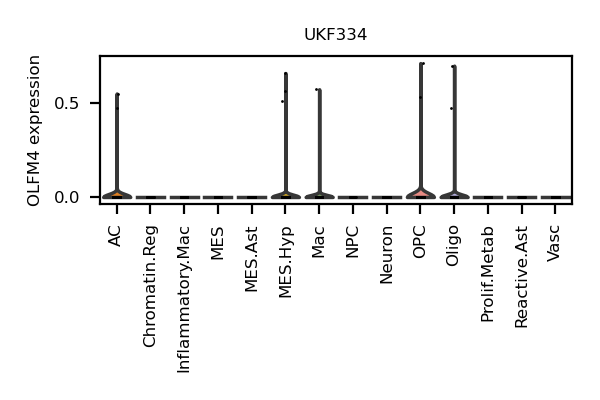 UKF334
OLFM4 expression
0.5
0.0
AC
Chromatin.Reg
Inflammatory.Mac
MES
MES.Ast
MES.Hyp
Mac
NPC
Neuron
OPC
Oligo
Prolif.Metab
Reactive.Ast
Vasc